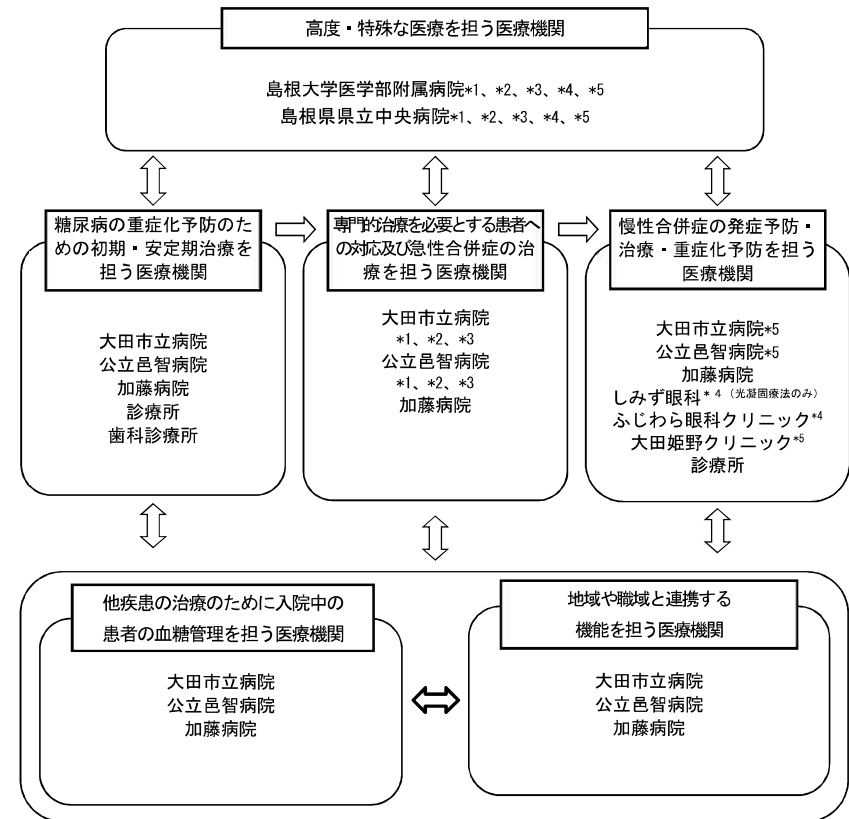 高度・特殊な医療を担う医療機関
島根大学医学部附属病院*1、*2、*3、*4、*5
島根県県立中央病院*1、*2、*3、*4、*5
糖尿病の重症化予防のた
めの初期・安定期治療を
担う医療機関
大田市立病院
公立邑智病院
加藤病院
診療所
歯科診療所
専門的治療を必要とする患者へ
の対応及び急性合併症の治
療を担う医療機関
大田市立病院
*1、*2、*3
公立邑智病院
*1、*2、*3
加藤病院
慢性合併症の発症予防・
治療・重症化予防を担う
医療機関
大田市立病院*5
公立邑智病院*5
加藤病院
しみず眼科*4(光凝固療法のみ)
ふじわら眼科クリニック*4
大田姫野クリニック*5
診療所
他疾患の治療のために入院中の
患者の血糖管理を担う医療機関
大田市立病院
公立邑智病院
加藤病院
地域や職域と連携する
機能を担う医療機関
大田市立病院
公立邑智病院
加藤病院